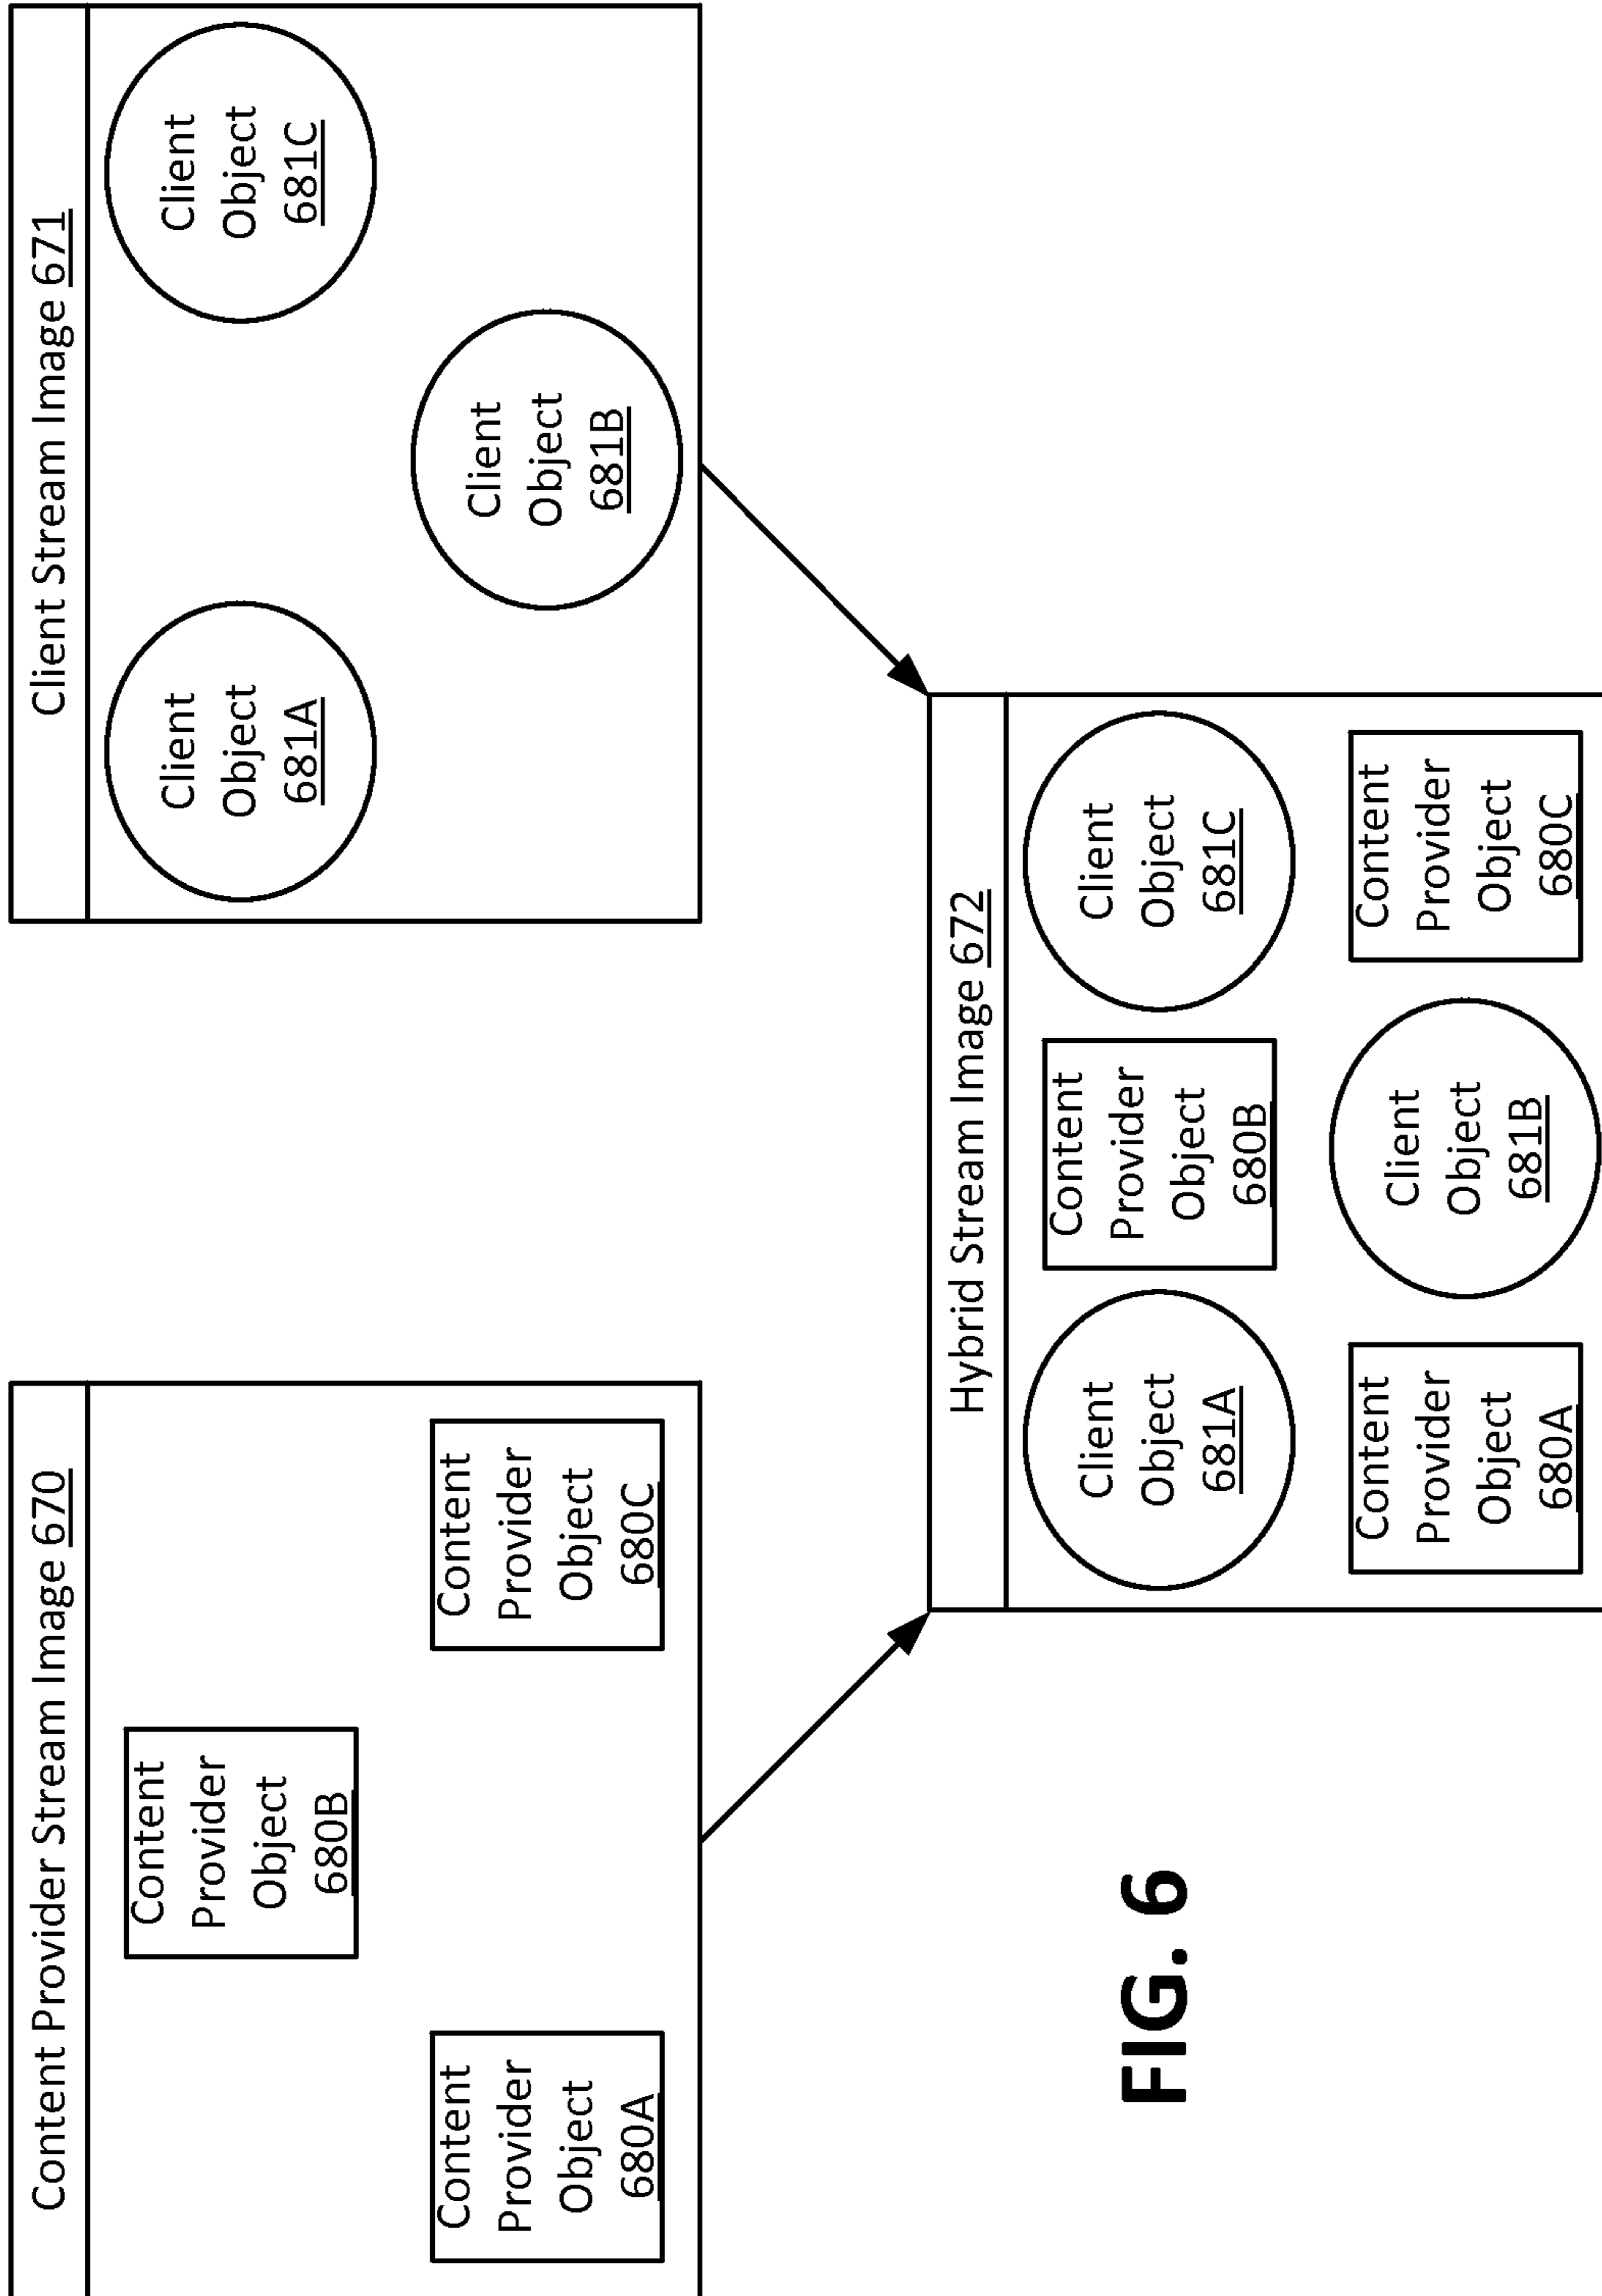 Content Provider Stream Image 670
Content
Provider
Object
680A
Content
Provider
Object
680B
Content
Provider
Object
680C
Client Stream Image 671
Client
Object
681A
Client
Object
681B
Client
Object
681C
Hybrid Stream Image 672
Client
Object
681A
Content
Provider
Object
680B
Client
Object
681C
Content
Provider
Object
680A
Client
Object
681B
Content
Provider
Object
680C
FIG. 6